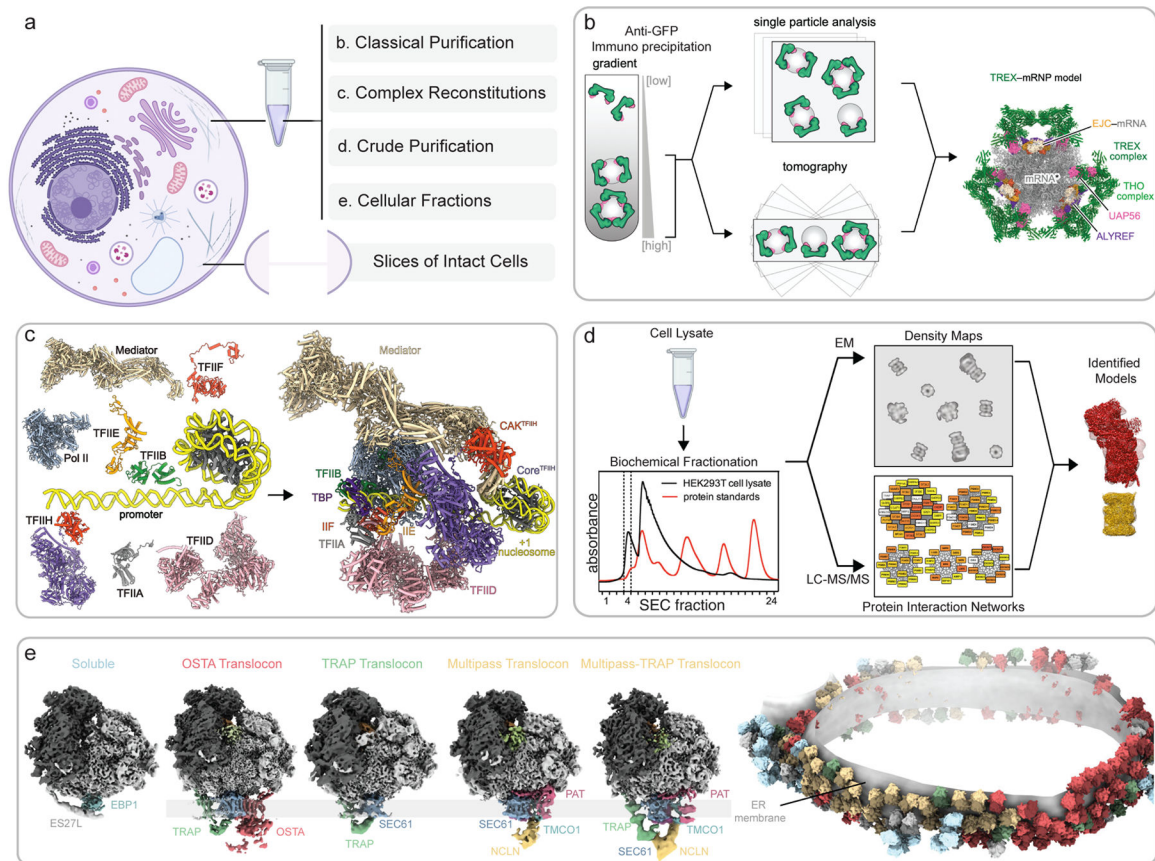 a
b. Classical Purification
c. Complex Reconstitutions
d. Crude Purification
e. Cellular Fractions
Slices of Intact Cells
b
Anti-GFP
Immuno precipitation
gradient
[low]
[high]
single particle analysis
tomography
TREX–mRNP model
EJC–mRNA
TREX
complex
mRNA*
THO
complex
UAP56
ALYREF
c
Mediator
TFIIF
Pol II
TFIIE
TFIIB
promoter
TFIIH
TFIIA
TFIID
Mediator
CAK^TFIIH
TFIIB
Core^TFIIH
TBP
IIF
IIE
TFIIA
+1
nucleosome
TFIID
d
Cell Lysate
Biochemical Fractionation
HEK293T cell lysate
protein standards
absorbance
1
4
24
SEC fraction
EM
LC-MS/MS
Density Maps
Protein Interaction Networks
Identified
Models
e
Soluble
OSTA Translocon
TRAP Translocon
Multipass Translocon
Multipass-TRAP Translocon
EBP1
ES27L
TRAP
OSTA
SEC61
TRAP
PAT
SEC61
TMCO1
NCLN
PAT
TRAP
TMCO1
SEC61
NCLN
ER
membrane